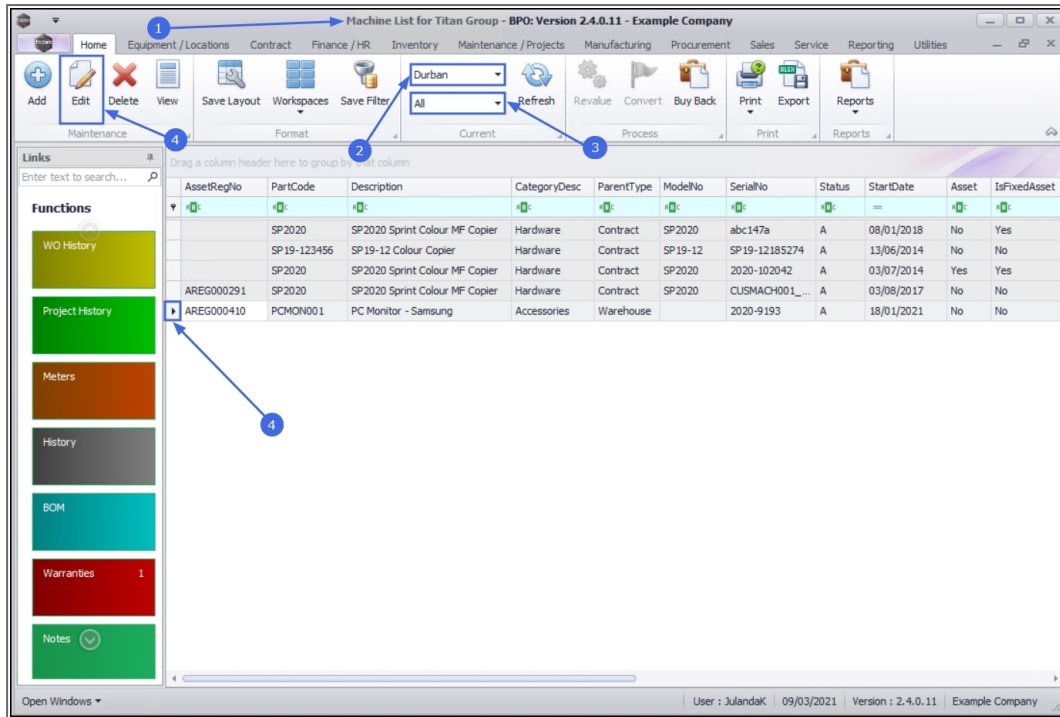 Machine List for Titan Group - BPO: Version 2.4.0.11 - Example Company
1
Home Equipment / Locations Contract Finance / HR Inventory Maintenance / Projects Manufacturing Procurement Sales Service Reporting Utilities
Durban
All
Add Edit Delete View Save Layout Workspaces Save Filter Refresh Revalue Convert Buy Back Print Export Reports
Maintenance Format Current Process Print Reports
4 2 3
Links
Enter text to search...
Drag a column header here to group by that column
Functions
AssetRegNo PartCode Description CategoryDesc ParentType ModelNo SerialNo Status StartDate Asset IsFixedAsset
=
SP2020 SP2020 Sprint Colour MF Copier Hardware Contract SP2020 abc147a A 08/01/2018 No Yes
SP19-123456 SP19-12 Colour Copier Hardware Contract SP19-12 SP19-12185274 A 13/06/2014 No No
SP2020 SP2020 Sprint Colour MF Copier Hardware Contract SP2020 2020-102042 A 03/07/2014 Yes Yes
AREG000291 SP2020 SP2020 Sprint Colour MF Copier Hardware Contract SP2020 CUSMACH001_... A 03/08/2017 No No
AREG000410 PCMON001 PC Monitor - Samsung Accessories Warehouse 2020-9193 A 18/01/2021 No No
4
WO History
Project History
Meters
History
BOM
Warranties 1
Notes
Open Windows
User : JulandaK 09/03/2021 Version : 2.4.0.11 Example Company